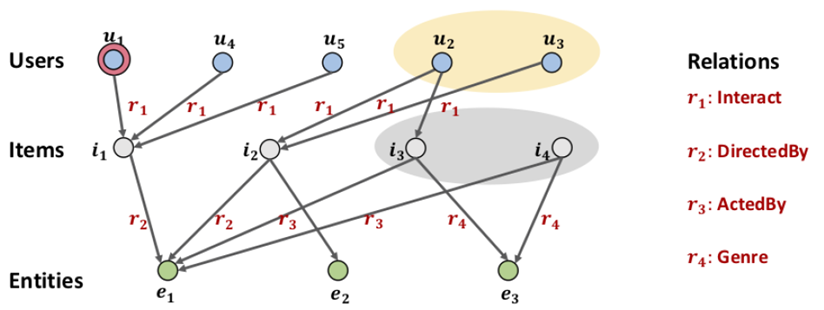 Users u1 u4 u5 u2 u3 Relations
r1 r1 r1 r1 r1 r1 r1: Interact
Items i1 i2 i3 i4 r2: DirectedBy
r2 r2 r3 r3 r4 r4 r3: ActedBy
r4: Genre
Entities e1 e2 e3